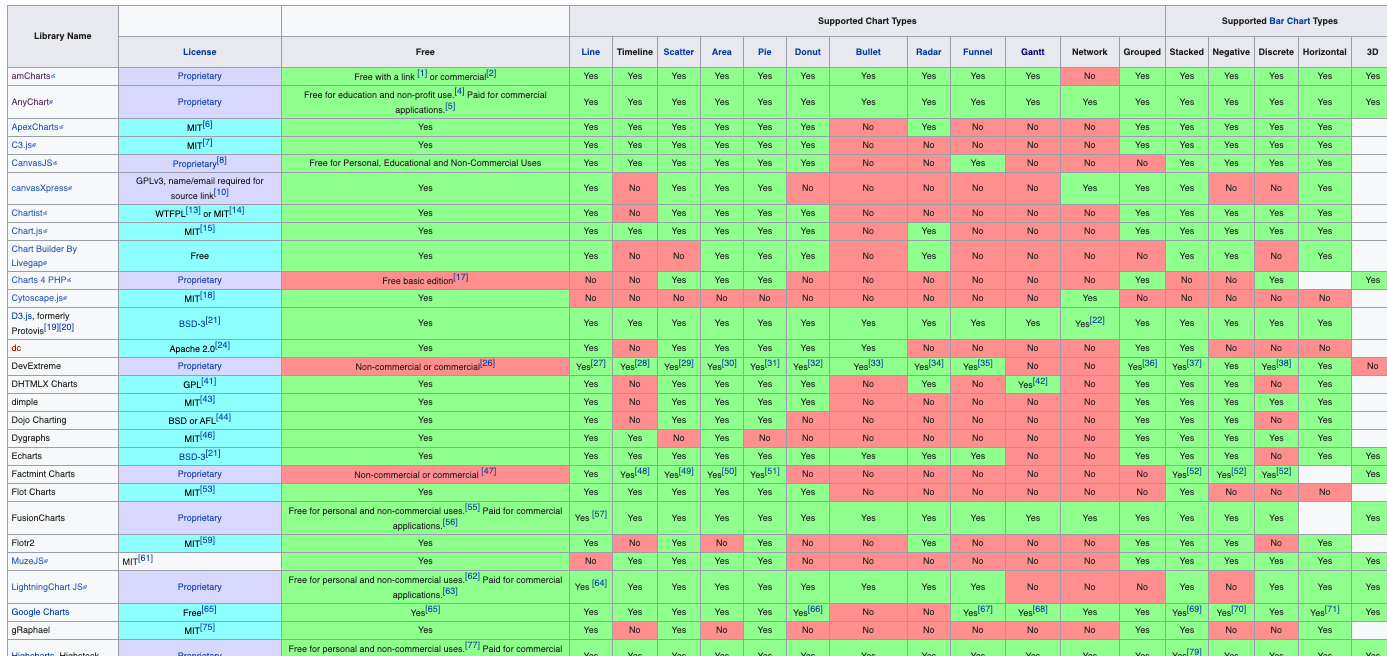 Library Name Supported Chart Types Supported Bar Chart Types
License Free Line Timeline Scatter Area Pie Donut Bullet Radar Funnel Gantt Network Grouped Stacked Negative Discrete Horizontal 3D
amCharts Proprietary Free with a link [1] or commercial[2] Yes Yes Yes Yes Yes Yes Yes Yes Yes Yes No Yes Yes Yes Yes Yes Yes
AnyChart Proprietary Free for education and non-profit use.[4] Paid for commercial
applications.[5] Yes Yes Yes Yes Yes Yes Yes Yes Yes Yes Yes Yes Yes Yes Yes Yes Yes
ApexCharts MIT[6] Yes Yes Yes Yes Yes Yes Yes No Yes No No No Yes Yes Yes Yes Yes
C3.js MIT[7] Yes Yes Yes Yes Yes Yes Yes No No No No No Yes Yes Yes Yes Yes
CanvasJS Proprietary[8] Free for Personal, Educational and Non-Commercial Uses Yes Yes Yes Yes Yes Yes No No Yes No No No Yes Yes Yes Yes
canvasXpress GPLv3, name/email required for
source link[10] Yes Yes No Yes Yes Yes No No No No No Yes Yes Yes No No Yes
Chartist WTFPL[13] or MIT[14] Yes Yes No Yes Yes Yes Yes No No No No No Yes Yes Yes Yes Yes
Chart.js MIT[15] Yes Yes Yes Yes Yes Yes Yes No Yes No No No Yes Yes Yes Yes Yes
Chart Builder By
Livegap Free Yes Yes No No Yes Yes Yes No Yes No No No No Yes Yes No Yes
Charts 4 PHP Proprietary Free basic edition[17] No No Yes Yes Yes Yes No No No No No Yes No No Yes Yes
Cytoscape.js MIT[18] Yes No No No No No No No No No No Yes No No No No No
D3.js, formerly
Protovis[19][20] BSD-3[21] Yes Yes Yes Yes Yes Yes Yes Yes Yes Yes Yes Yes[22] Yes Yes Yes Yes Yes
dc Apache 2.0[24] Yes Yes No Yes Yes Yes Yes Yes No No No No Yes Yes No No No
DevExtreme Proprietary Non-commercial or commercial[26] Yes[27] Yes[28] Yes[29] Yes[30] Yes[31] Yes[32] Yes[33] Yes[34] Yes[35] No No Yes[36] Yes[37] Yes Yes[38] Yes No
DHTMLX Charts GPL[41] Yes Yes No Yes Yes Yes Yes No Yes No Yes[42] No Yes Yes Yes No Yes
dimple MIT[43] Yes Yes No Yes Yes Yes Yes No No No No No Yes Yes Yes Yes Yes
Dojo Charting BSD or AFL[44] Yes Yes No Yes Yes Yes No No No No No No Yes Yes Yes No Yes
Dygraphs MIT[46] Yes Yes Yes No Yes No No No No No No No Yes Yes Yes Yes Yes
Echarts BSD-3[21] Yes Yes Yes Yes Yes Yes Yes Yes Yes Yes No No Yes Yes Yes No Yes Yes
Factmint Charts Proprietary Non-commercial or commercial [47] Yes Yes[48] Yes[49] Yes[50] Yes[51] No No No No No No No Yes[52] Yes[52] Yes[52] Yes
Flot Charts MIT[53] Yes Yes Yes Yes Yes Yes Yes No No No No No Yes Yes No No No
FusionCharts Proprietary Free for personal and non-commercial uses.[55] Paid for commercial
applications.[56] Yes [57] Yes Yes Yes Yes Yes Yes Yes Yes Yes Yes Yes Yes Yes Yes Yes
Flotr2 MIT[59] Yes Yes No Yes No Yes No No Yes No No No Yes Yes Yes No Yes
MuzeJS MIT[61] Yes No Yes Yes Yes Yes No No No No No No Yes Yes Yes Yes Yes Yes
LightningChart JS Proprietary Free for personal and non-commercial uses.[62] Paid for commercial
applications.[63] Yes [64] Yes Yes Yes Yes Yes Yes Yes Yes No No No Yes No Yes Yes Yes
Google Charts Free[65] Yes[65] Yes Yes Yes Yes Yes Yes[66] No No Yes[67] Yes[68] Yes Yes Yes[69] Yes[70] Yes Yes[71] Yes
gRaphael MIT[75] Yes Yes No Yes No Yes No No No No No No Yes Yes No No Yes
Highcharts, Highstock Proprietary Free for personal and non-commercial uses.[77] Paid for commercial Yes Yes Yes Yes Yes Yes Yes Yes Yes Yes Yes Yes Yes[79] Yes Yes Yes Yes